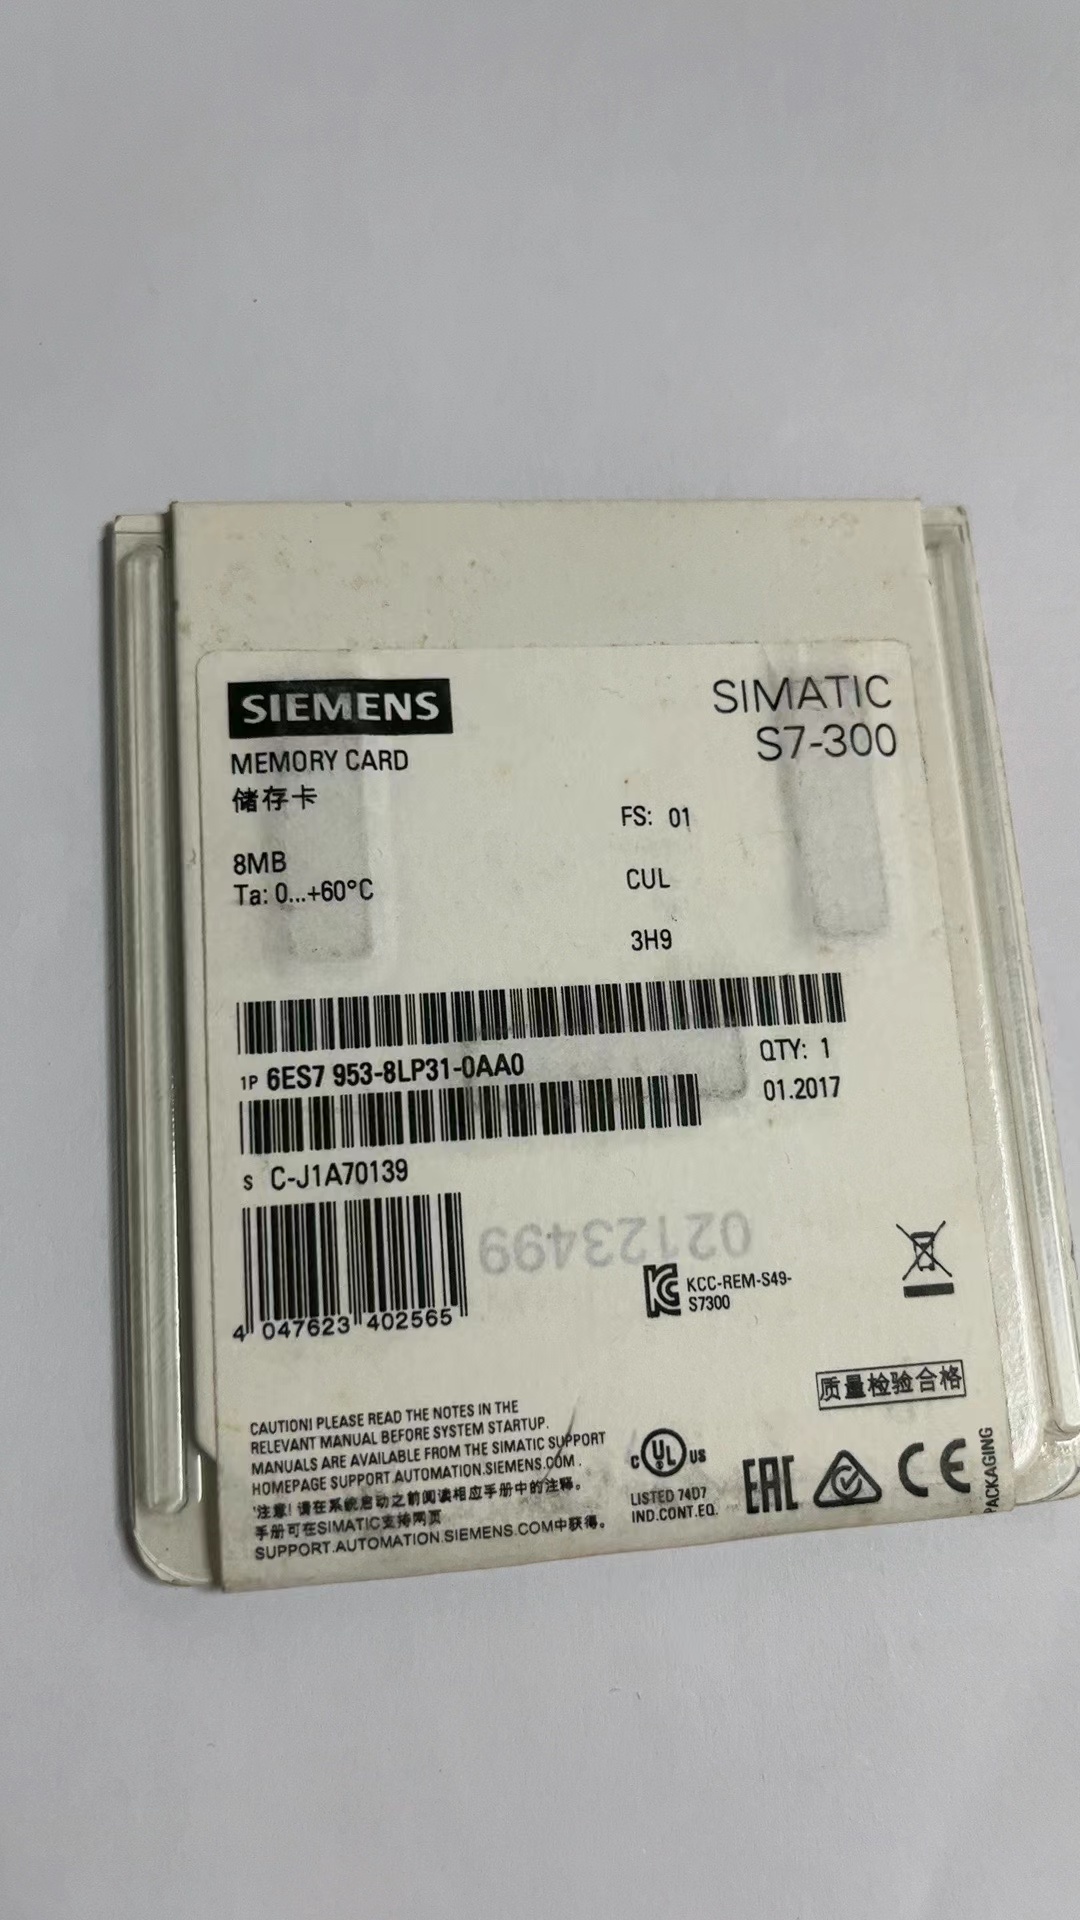 SIEMENS
SIMATIC
S7-300
MEMORY CARD
储存卡
FS: 01
8MB
CUL
Ta: 0...+60°C
3H9
1P 6ES7 953-8LP31-0AA0
QTY: 1
01.2017
S C-J1A70139
02123499
KCC-REM-S49-
S7300
4 047623 402565
质量检验合格
CAUTION! PLEASE READ THE NOTES IN THE
RELEVANT MANUAL BEFORE SYSTEM STARTUP.
MANUALS ARE AVAILABLE FROM THE SIMATIC SUPPORT
HOMEPAGE SUPPORT.AUTOMATION.SIEMENS.COM .
'注意! 请在系统启动之前阅读相应手册中的注释。
手册可在SIMATIC支持网页
SUPPORT.AUTOMATION.SIEMENS.COM中获得。
C UL US
LISTED 74D7
IND.CONT.EQ.
EAC
CE
PACKAGING